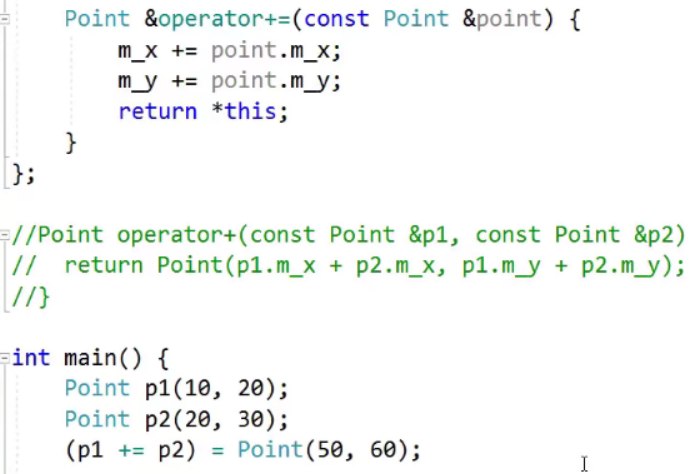 Point &operator+=(const Point &point) {
m_x += point.m_x;
m_y += point.m_y;
return *this;
}
};
//Point operator+(const Point &p1, const Point &p2)
// return Point(p1.m_x + p2.m_x, p1.m_y + p2.m_y);
//}
int main() {
Point p1(10, 20);
Point p2(20, 30);
(p1 += p2) = Point(50, 60);